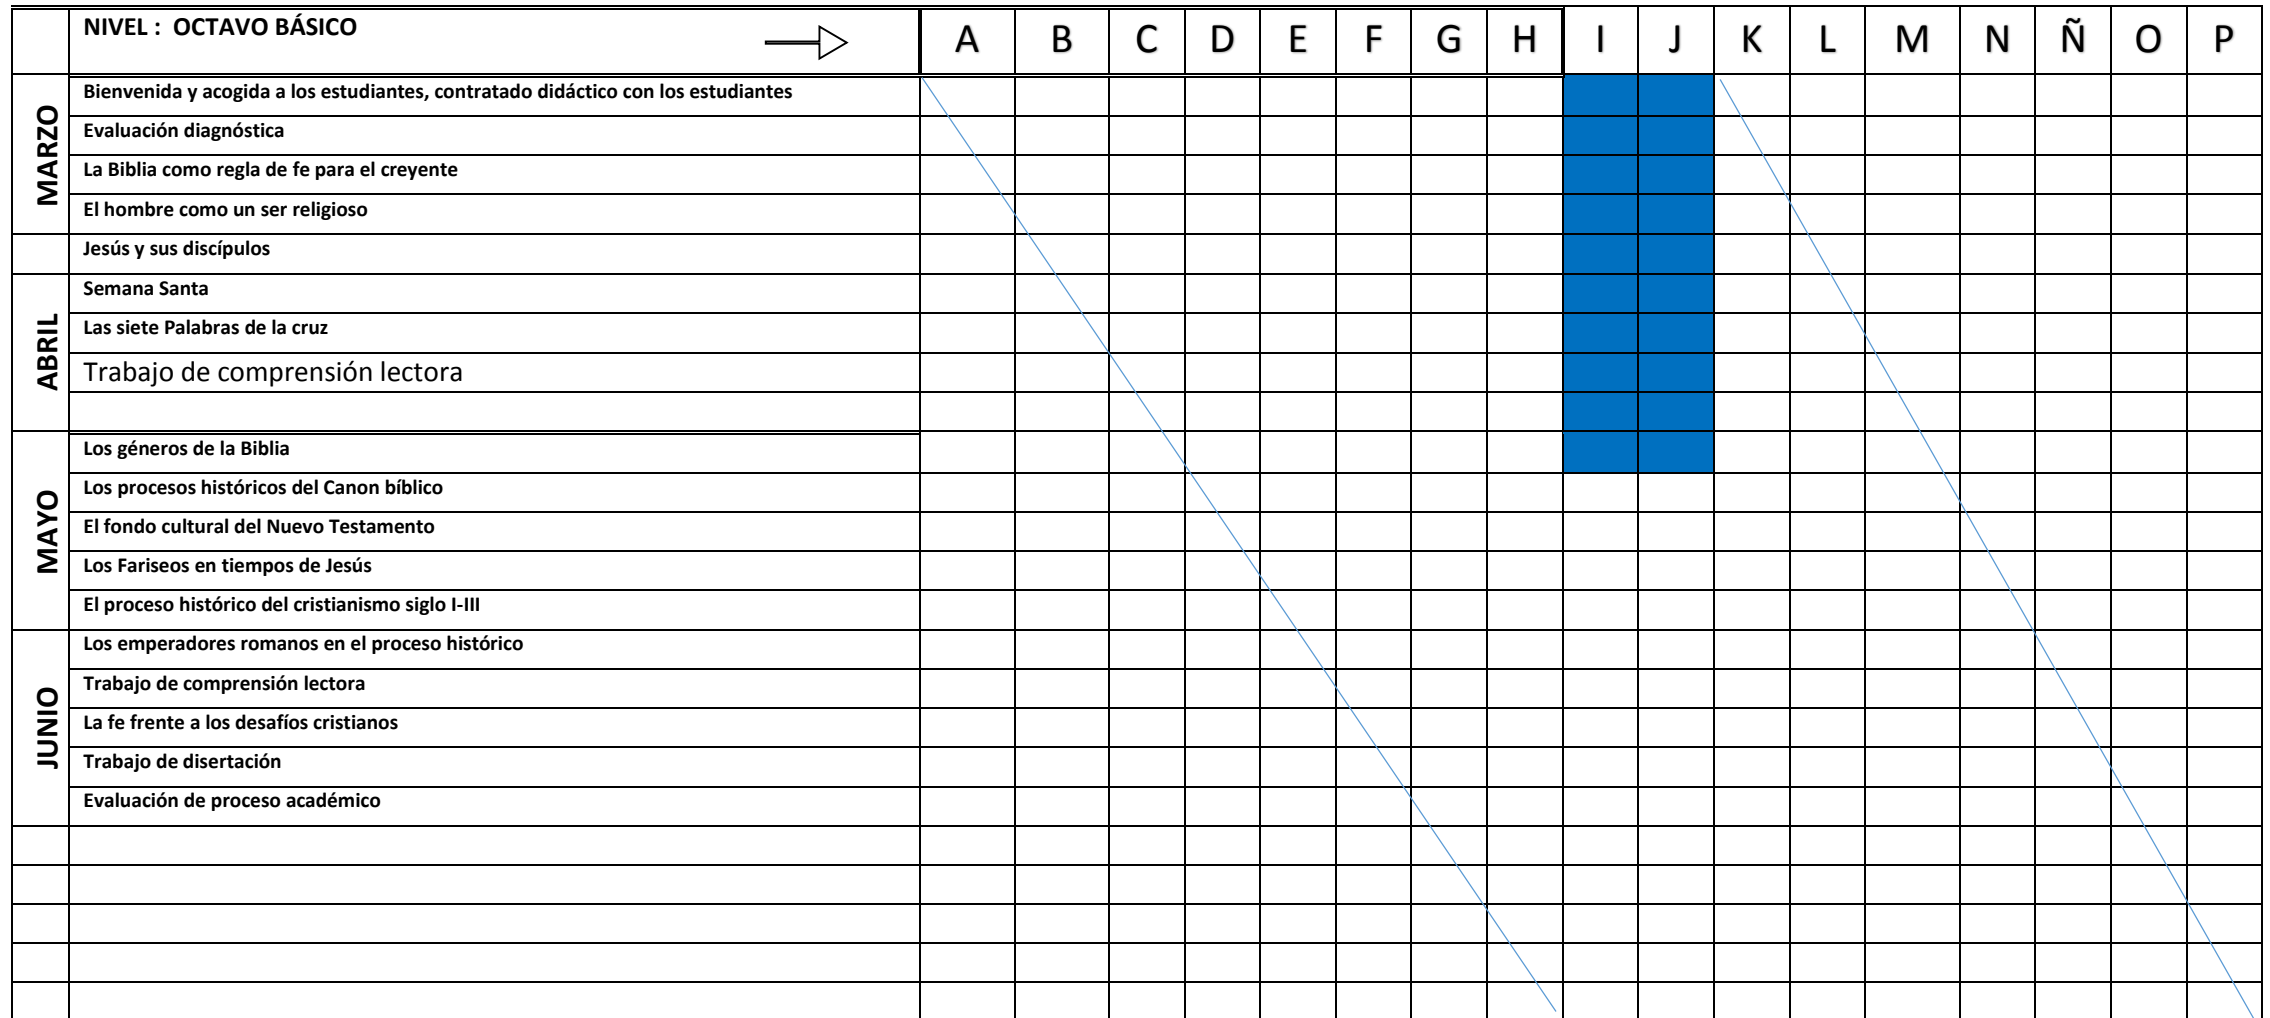 NIVEL : OCTAVO BÁSICO A B C D E F G H I J K L M N Ñ O P
MARZO
Bienvenida y acogida a los estudiantes, contratado didáctico con los estudiantes
Evaluación diagnóstica
La Biblia como regla de fe para el creyente
El hombre como un ser religioso
Jesús y sus discípulos
ABRIL
Semana Santa
Las siete Palabras de la cruz
Trabajo de comprensión lectora
MAYO
Los géneros de la Biblia
Los procesos históricos del Canon bíblico
El fondo cultural del Nuevo Testamento
Los Fariseos en tiempos de Jesús
El proceso histórico del cristianismo siglo I-III
JUNIO
Los emperadores romanos en el proceso histórico
Trabajo de comprensión lectora
La fe frente a los desafíos cristianos
Trabajo de disertación
Evaluación de proceso académico